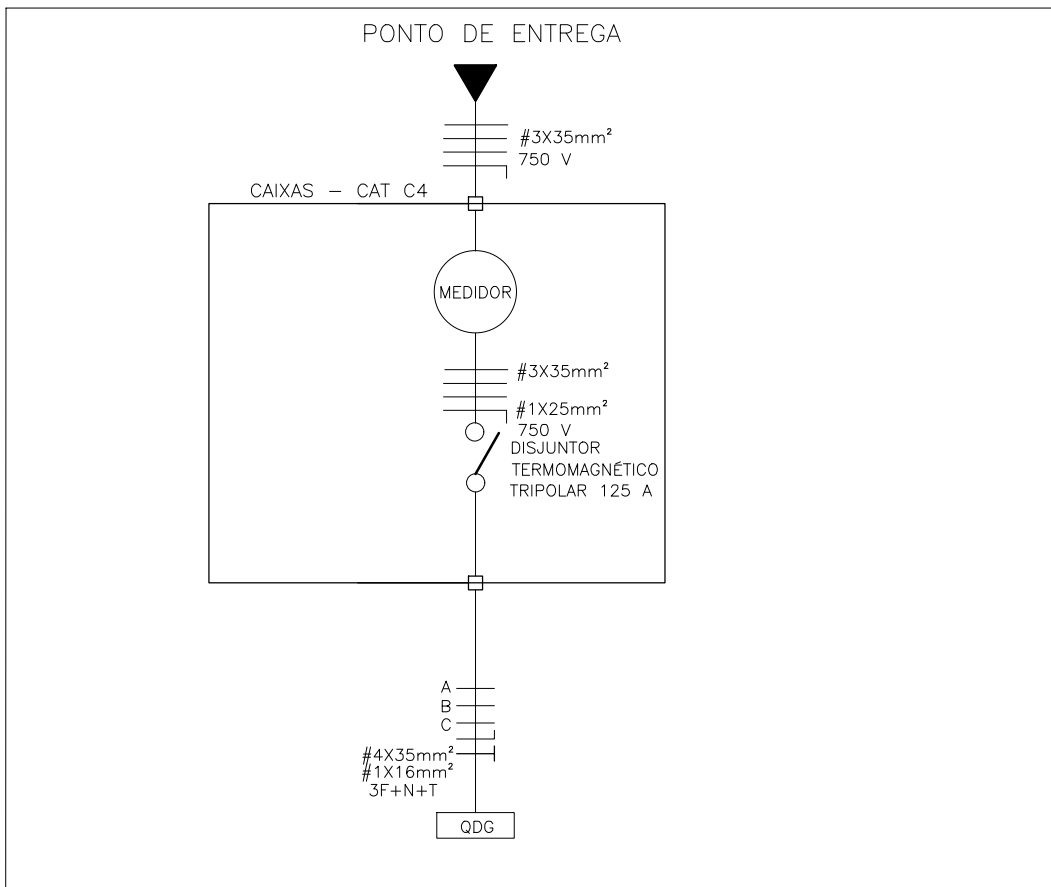 PONTO DE ENTREGA
#3X35mm²
750 V
CAIXAS – CAT C4
MEDIDOR
#3X35mm²
#1X25mm²
750 V
DISJUNTOR
TERMOMAGNÉTICO
TRIPOLAR 125 A
A
B
C
#4X35mm²
#1X16mm²
3F+N+T
QDG